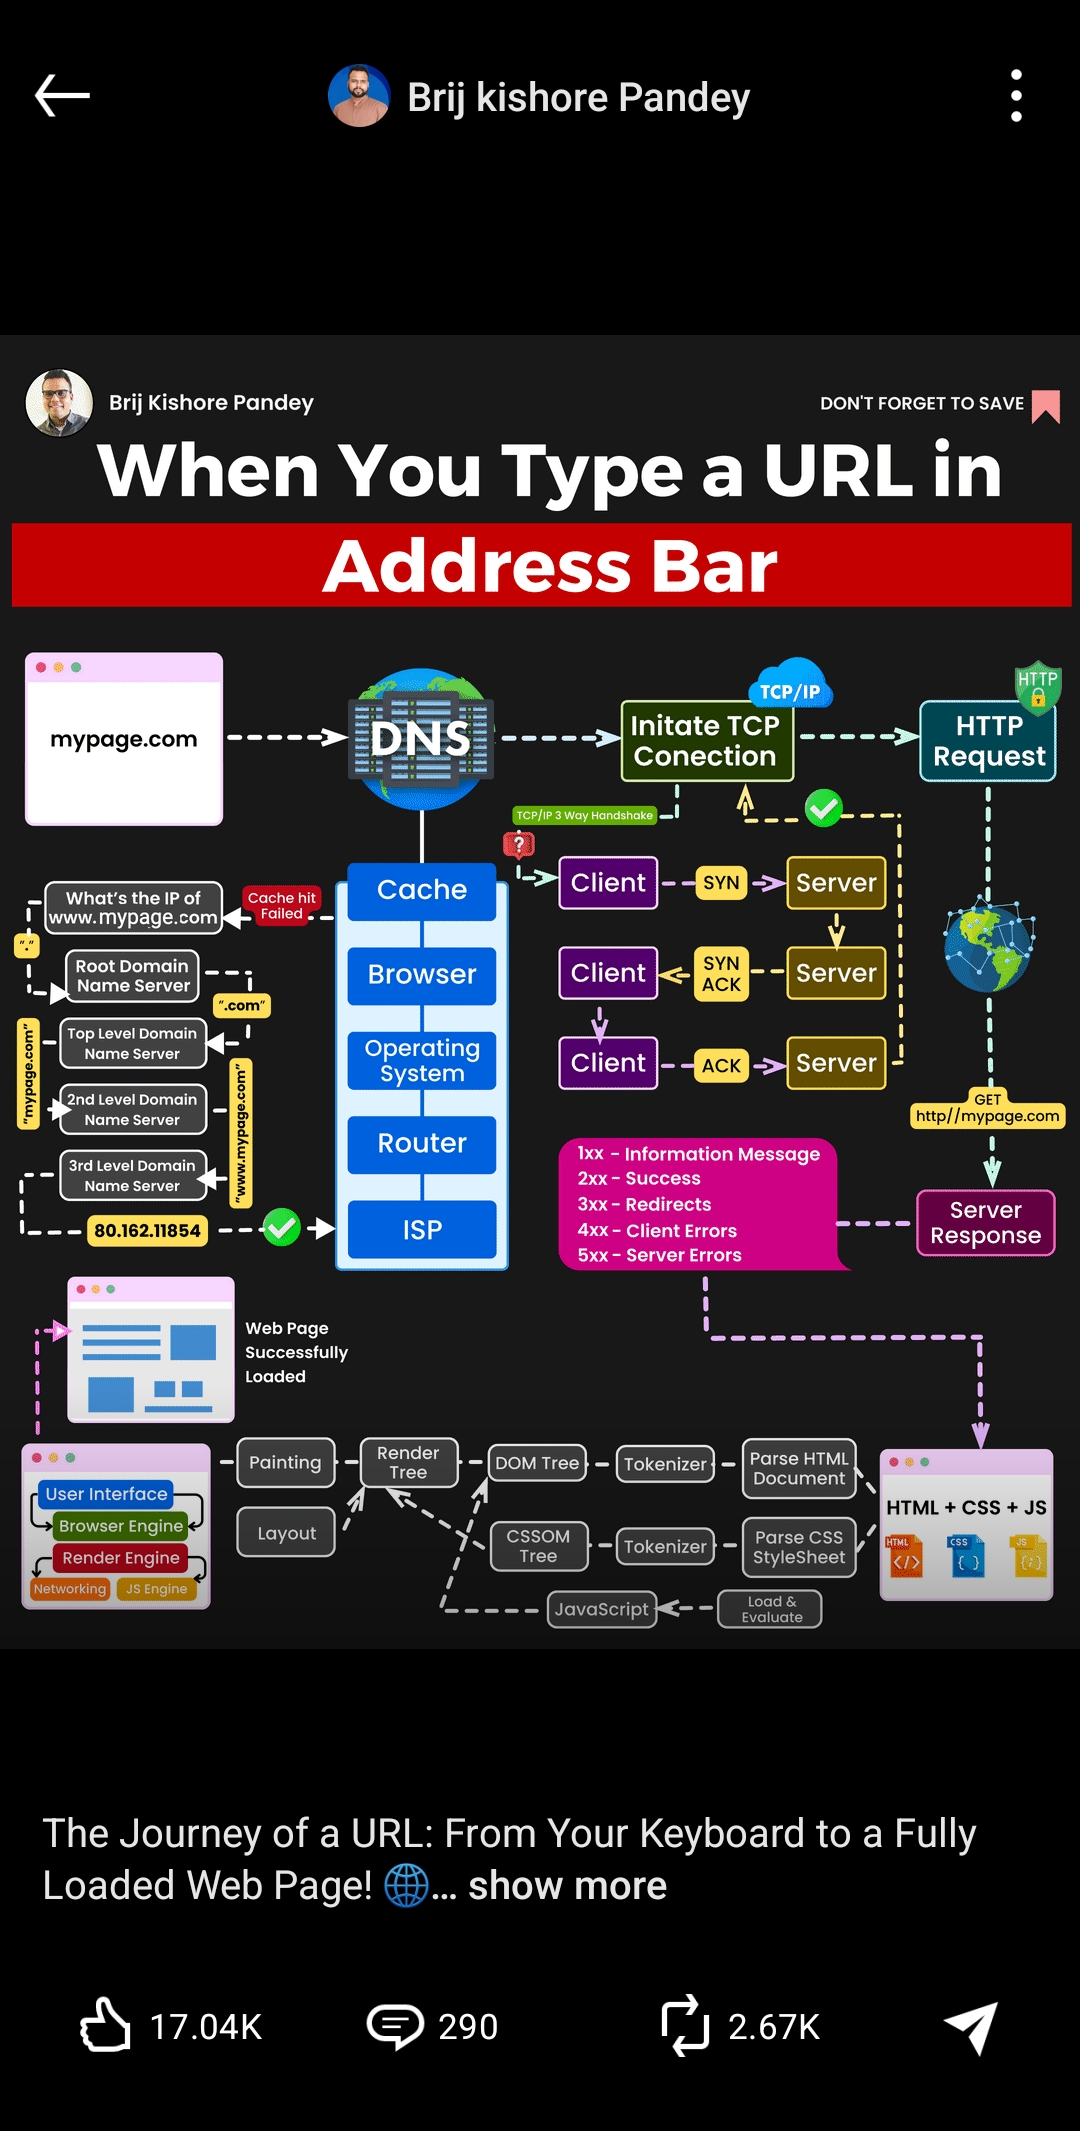 Brij kishore Pandey
Brij Kishore Pandey
DON'T FORGET TO SAVE
When You Type a URL in
Address Bar
mypage.com
DNS
TCP/IP
Initate TCP
Conection
HTTP
HTTP
Request
TCP/IP 3 Way Handshake
?
Client
SYN
Server
Client
SYN
ACK
Server
Client
ACK
Server
Cache
Browser
Operating
System
Router
ISP
Cache hit
Failed
What's the IP of
www.mypage.com
"."
Root Domain
Name Server
".com"
Top Level Domain
Name Server
"mypage.com"
2nd Level Domain
Name Server
"www.mypage.com"
3rd Level Domain
Name Server
80.162.11854
GET
http//mypage.com
Server
Response
1xx - Information Message
2xx - Success
3xx - Redirects
4xx - Client Errors
5xx - Server Errors
Web Page
Successfully
Loaded
User Interface
Browser Engine
Render Engine
Networking
JS Engine
Painting
Render
Tree
DOM Tree
Tokenizer
Parse HTML
Document
Layout
CSSOM
Tree
Tokenizer
Parse CSS
StyleSheet
JavaScript
Load &
Evaluate
HTML + CSS + JS
HTML
</>
CSS
{ }
JS
{;}
The Journey of a URL: From Your Keyboard to a Fully
Loaded Web Page! 🌐... show more
17.04K
290
2.67K